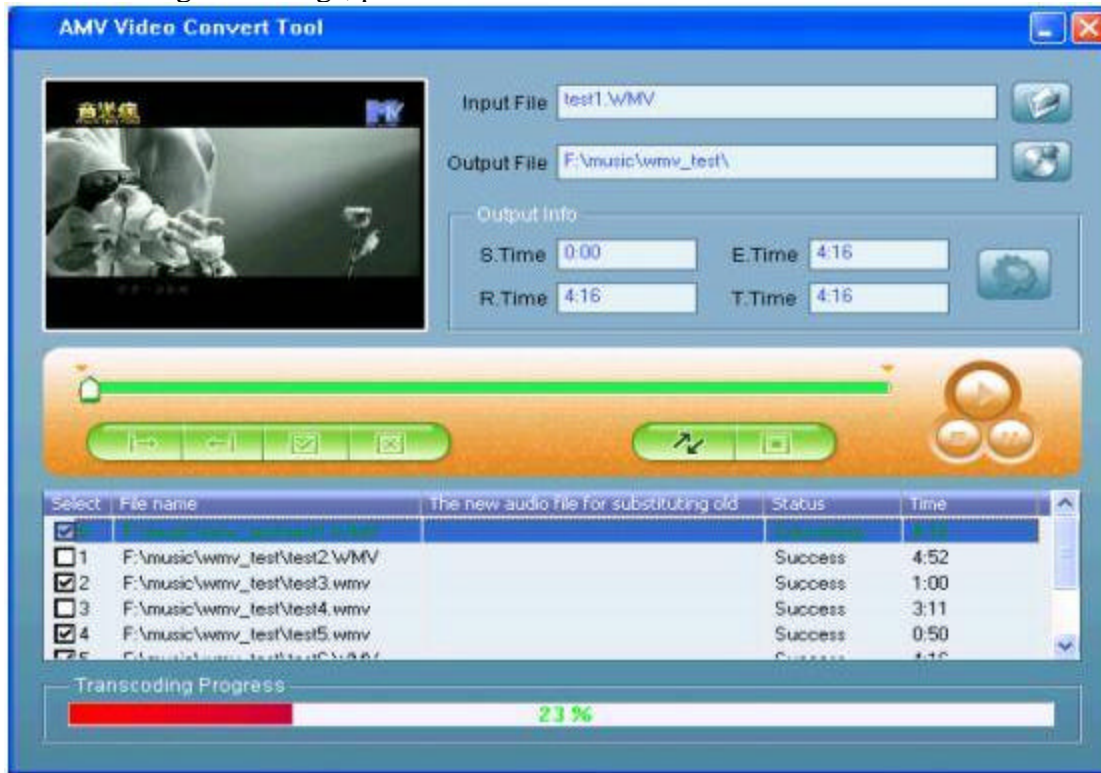 AMV Video Convert Tool
音樂瘋
Input File test1.WMV
Output File F:\music\wmv_test\
Output Info
S.Time 0:00 E.Time 4:16
R.Time 4:16 T.Time 4:16
Select File name The new audio file for substituting old Status Time
1 F:\music\wmv_test\test2.WMV Success 4:52
2 F:\music\wmv_test\test3.wmv Success 1:00
3 F:\music\wmv_test\test4.wmv Success 3:11
4 F:\music\wmv_test\test5.wmv Success 0:50
Transcoding Progress
23 %